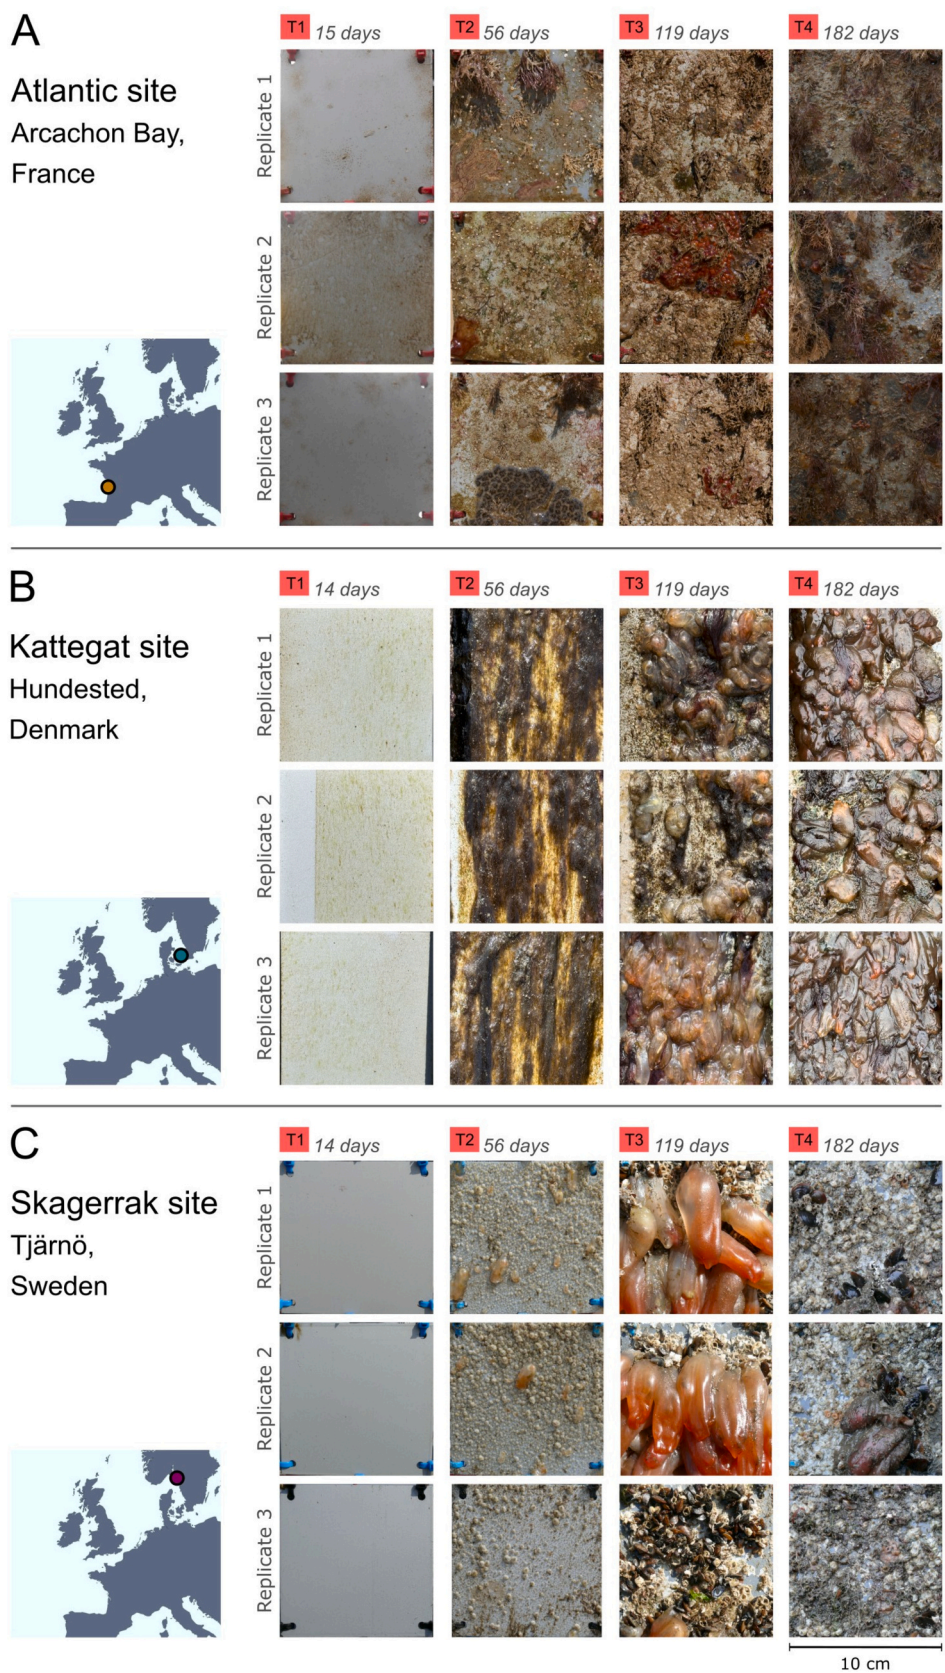 A
Atlantic site
Arcachon Bay,
France
T1 15 days
T2 56 days
T3 119 days
T4 182 days
Replicate 1
Replicate 2
Replicate 3
B
Kattegat site
Hundested,
Denmark
T1 14 days
T2 56 days
T3 119 days
T4 182 days
Replicate 1
Replicate 2
Replicate 3
C
Skagerrak site
Tjärnö,
Sweden
T1 14 days
T2 56 days
T3 119 days
T4 182 days
Replicate 1
Replicate 2
Replicate 3
10 cm